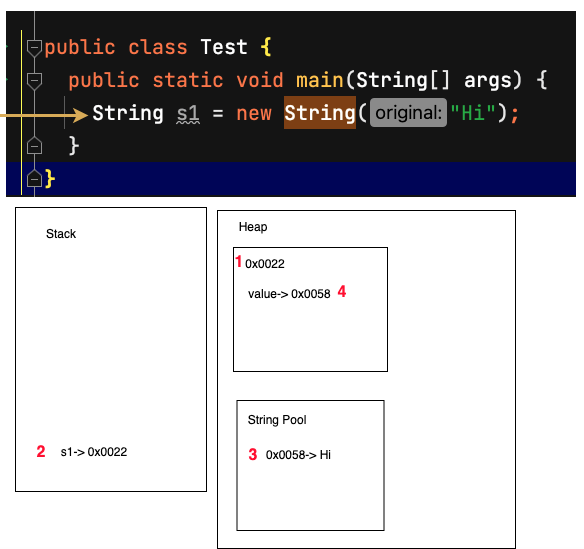 public class Test {
public static void main(String[] args) {
String s1 = new String( original: "Hi");
}
}
Stack
Heap
1 0x0022
value-> 0x0058 4
String Pool
2 s1-> 0x0022
3 0x0058-> Hi